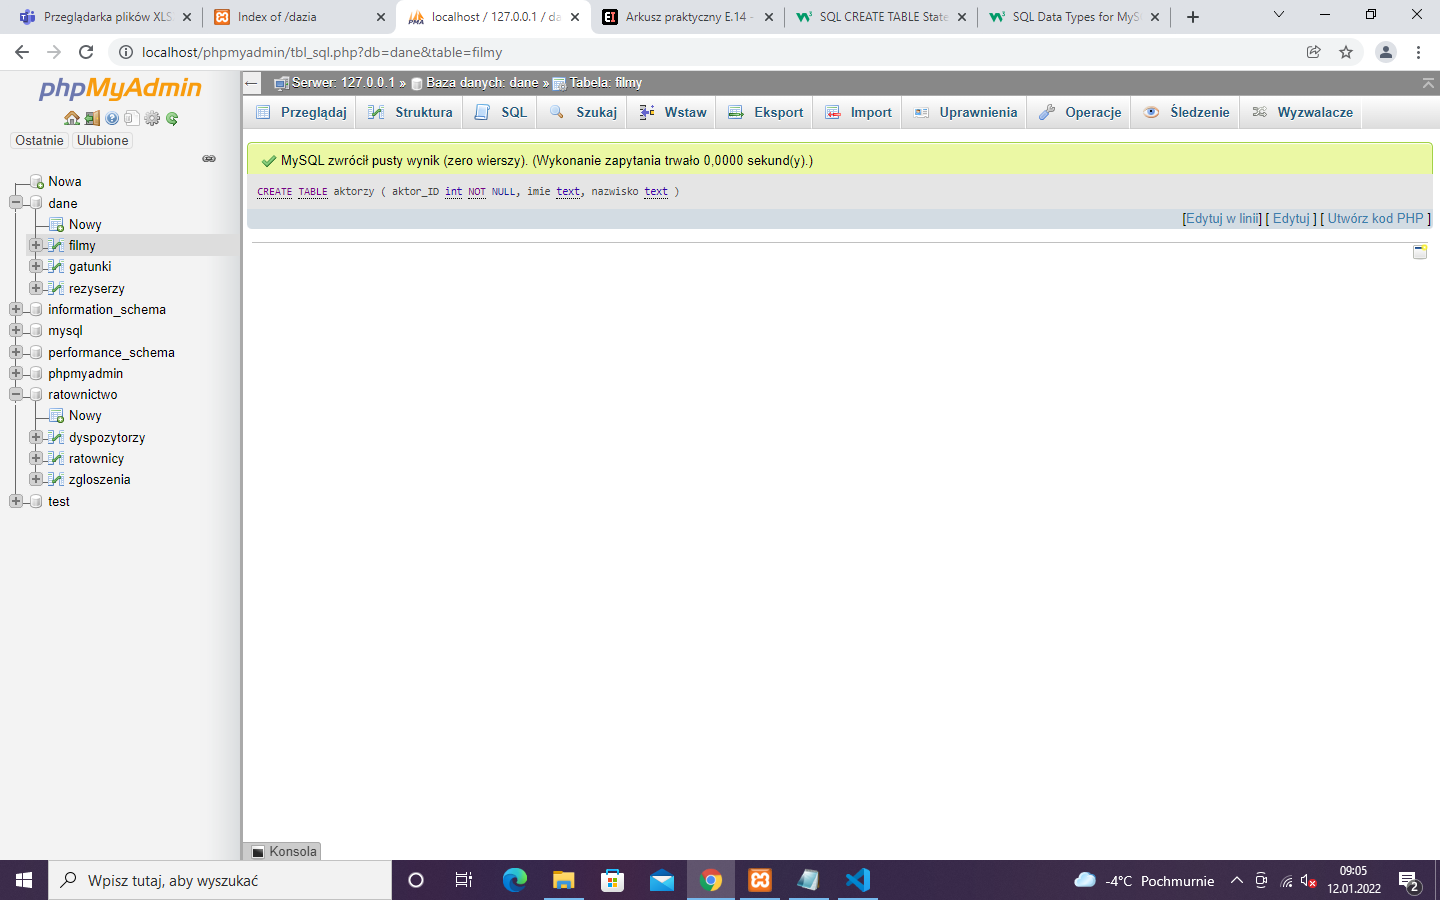 Przeglądarka plików XLS
Index of /dazia
localhost / 127.0.0.1 / da
Arkusz praktyczny E.14 -
SQL CREATE TABLE State
SQL Data Types for MyS
localhost/phpmyadmin/tbl_sql.php?db=dane&table=filmy
phpMyAdmin
Ostatnie
Ulubione
Nowa
dane
Nowy
filmy
gatunki
rezyserzy
information_schema
mysql
performance_schema
phpmyadmin
ratownictwo
Nowy
dyspozytorzy
ratownicy
zgloszenia
test
Serwer: 127.0.0.1 » Baza danych: dane » Tabela: filmy
Przeglądaj
Struktura
SQL
Szukaj
Wstaw
Eksport
Import
Uprawnienia
Operacje
Śledzenie
Wyzwalacze
MySQL zwrócił pusty wynik (zero wierszy). (Wykonanie zapytania trwało 0,0000 sekund(y).)
CREATE TABLE aktorzy ( aktor_ID int NOT NULL, imie text, nazwisko text )
[Edytuj w linii] [ Edytuj ] [ Utwórz kod PHP ]
Konsola
Wpisz tutaj, aby wyszukać
-4°C Pochmurnie
09:05
12.01.2022
2